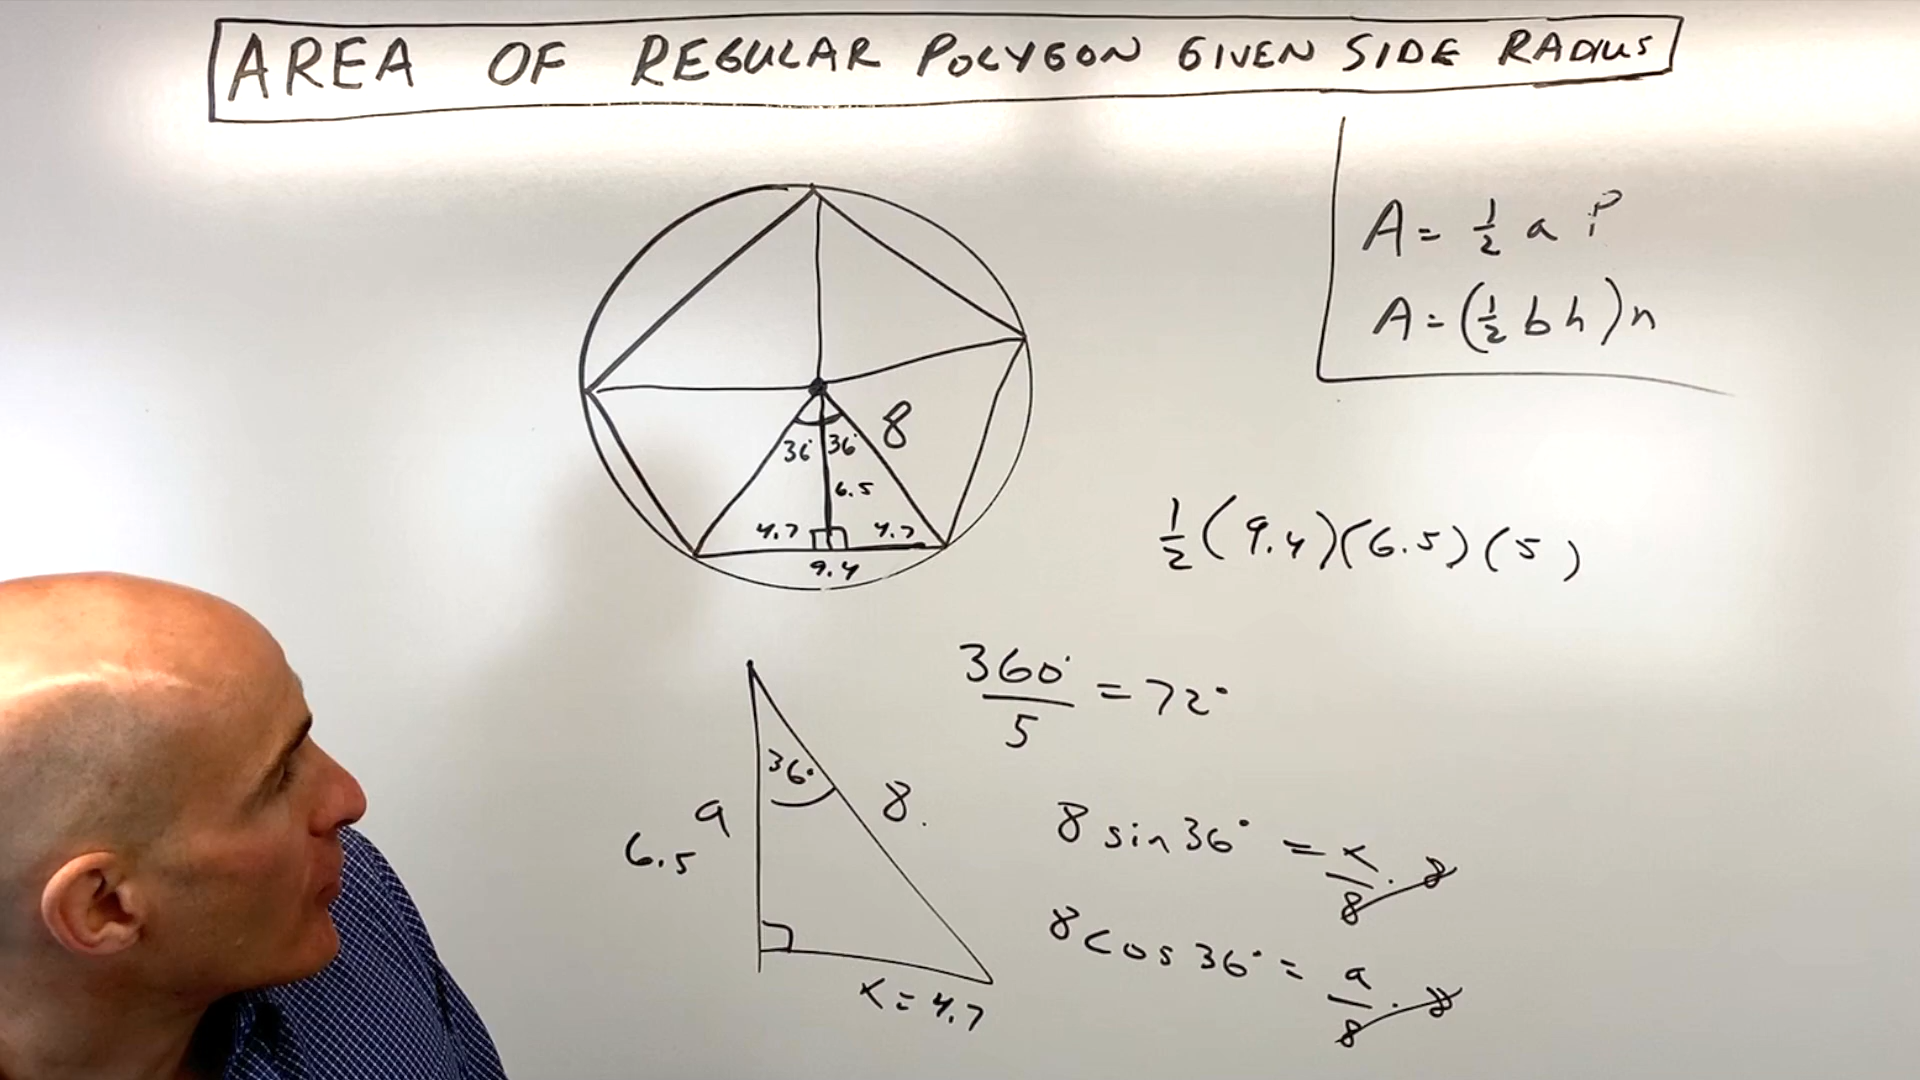 AREA OF REGULAR POLYGON GIVEN SIDE RADIUS
A = 1/2 a P
A = (1/2 b h) n
8
36° 36°
6.5
4.7 4.7
9.4
1/2 (9.4)(6.5)(5)
360°/5 = 72°
36°
a 8.
6.5
x = 4.7
8 sin 36° = x/8 · 8
8 cos 36° = a/8 · 8